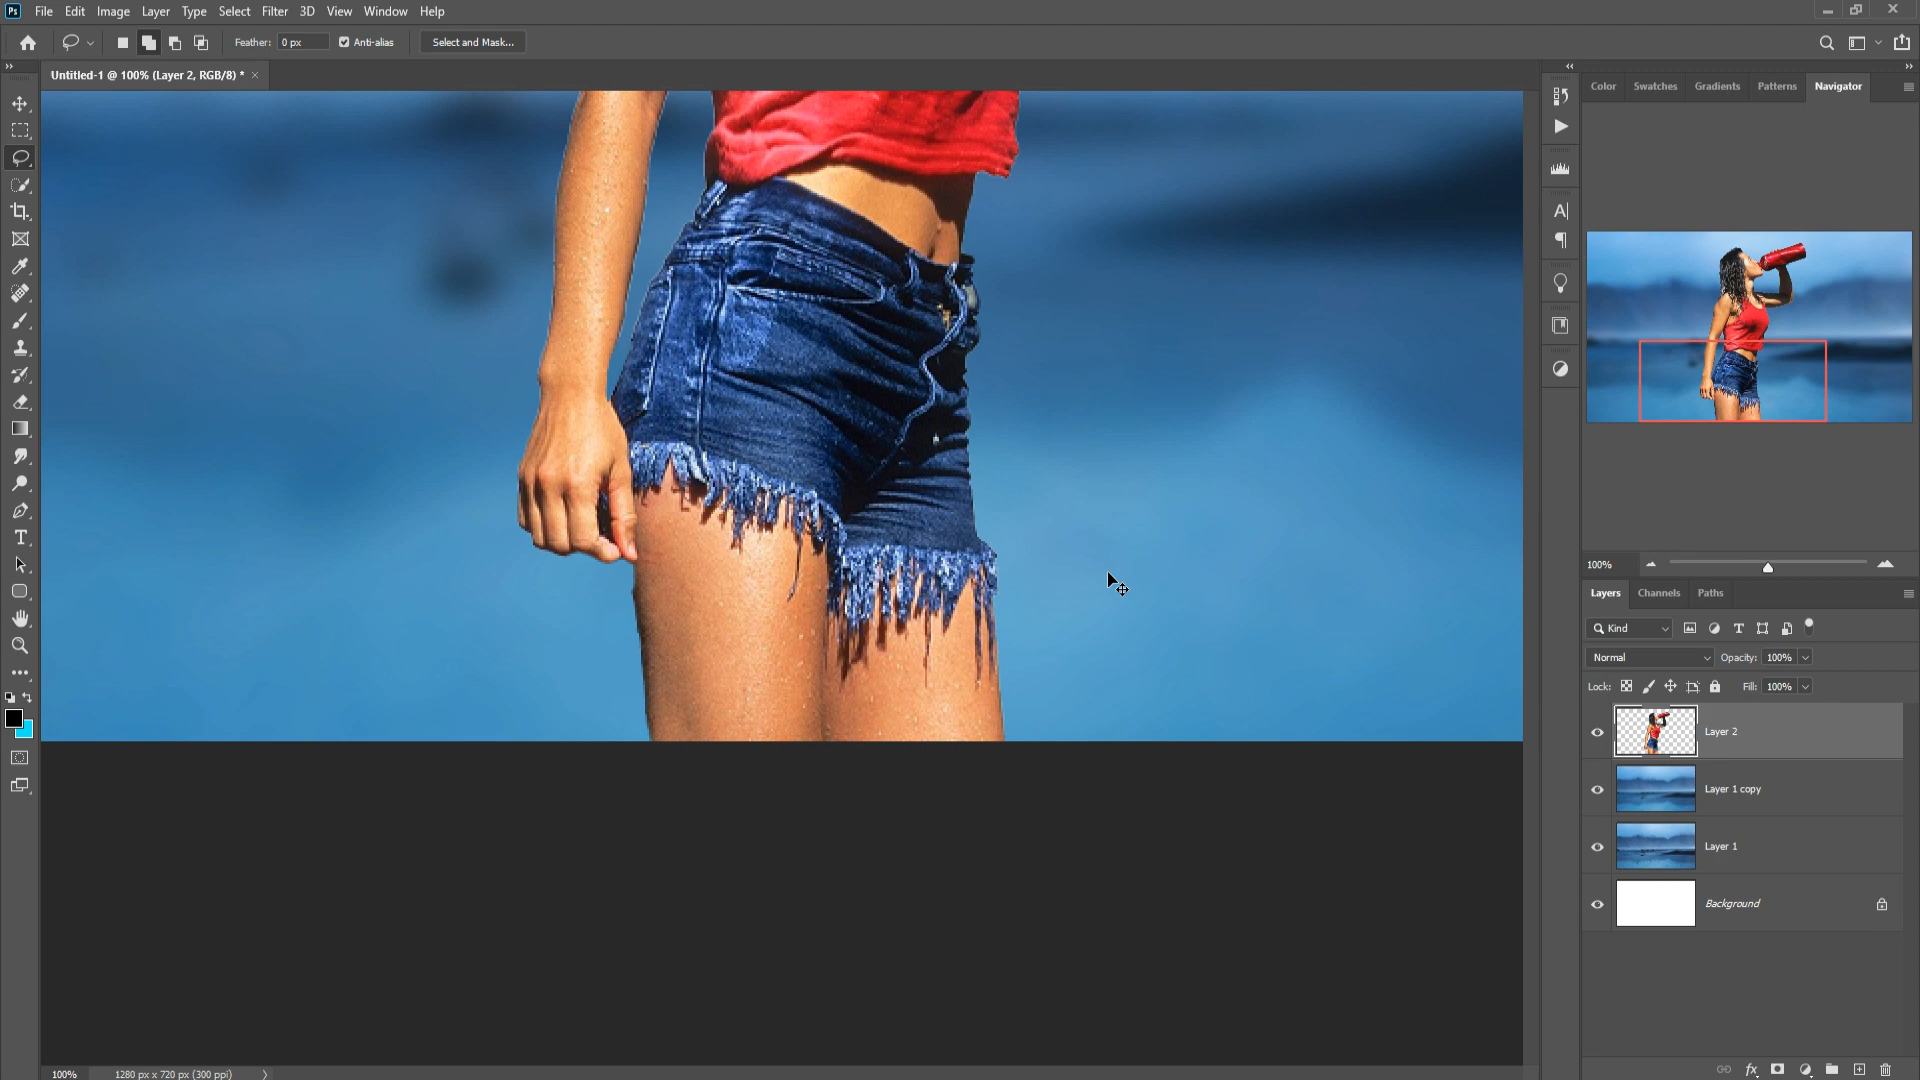 Ps File Edit Image Layer Type Select Filter 3D View Window Help
Feather: 0 px Anti-alias Select and Mask...
Untitled-1 @ 100% (Layer 2, RGB/8) *
Color Swatches Gradients Patterns Navigator
100%
Layers Channels Paths
Kind
Normal Opacity: 100%
Lock: Fill: 100%
Layer 2
Layer 1 copy
Layer 1
Background
100% 1280 px x 720 px (300 ppi)